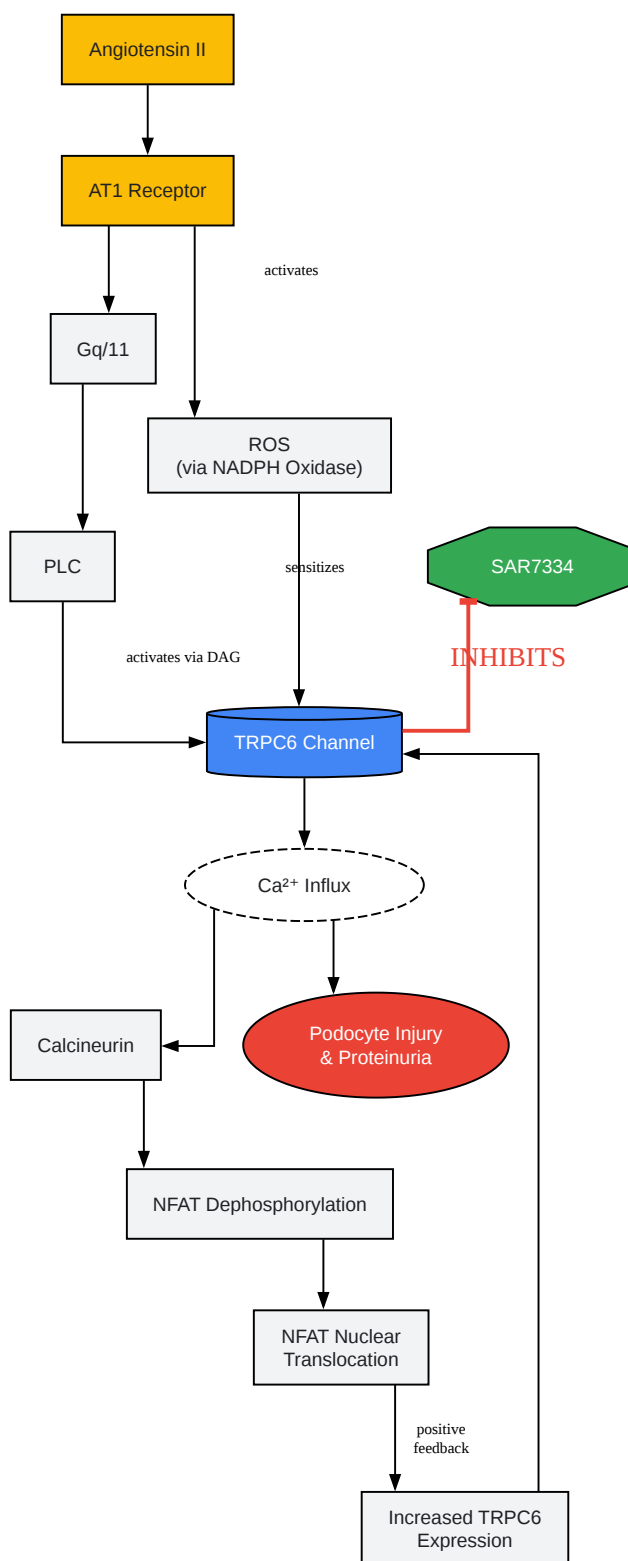 Angiotensin II
AT1 Receptor
activates
Gq/11
ROS
(via NADPH Oxidase)
PLC
sensitizes
SAR7334
activates via DAG
INHIBITS
TRPC6 Channel
Ca²⁺ Influx
Calcineurin
Podocyte Injury
& Proteinuria
NFAT Dephosphorylation
NFAT Nuclear
Translocation
positive
feedback
Increased TRPC6
Expression